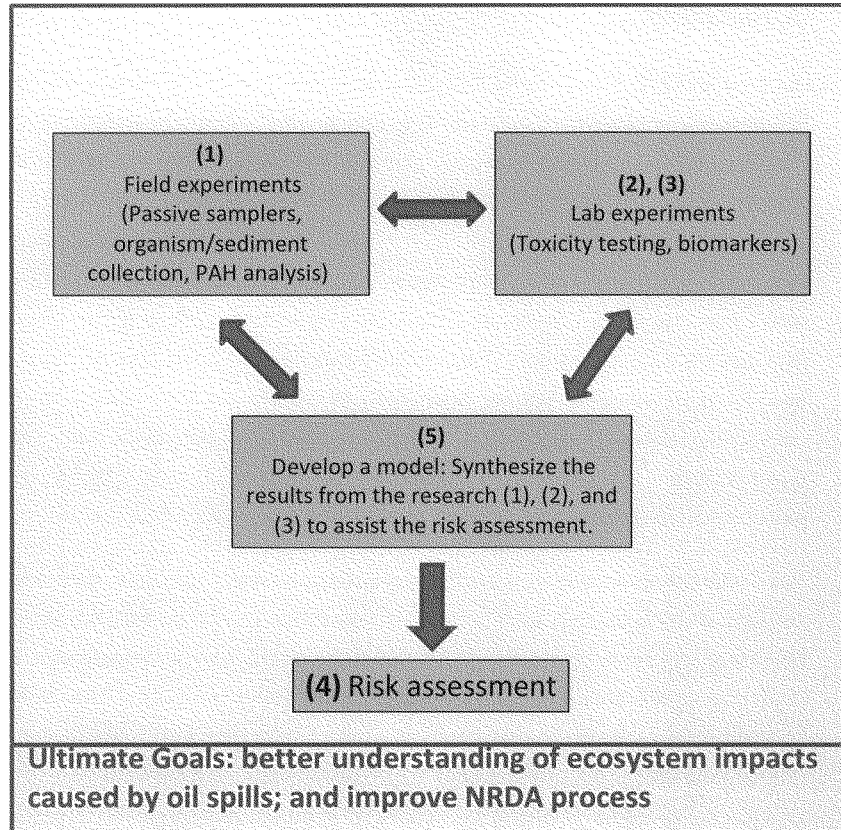 (1)
Field experiments
(Passive samplers,
organism/sediment
collection, PAH analysis)
(2), (3)
Lab experiments
(Toxicity testing, biomarkers)
(5)
Develop a model: Synthesize the
results from the research (1), (2), and
(3) to assist the risk assessment.
(4) Risk assessment
Ultimate Goals: better understanding of ecosystem impacts
caused by oil spills; and improve NRDA process